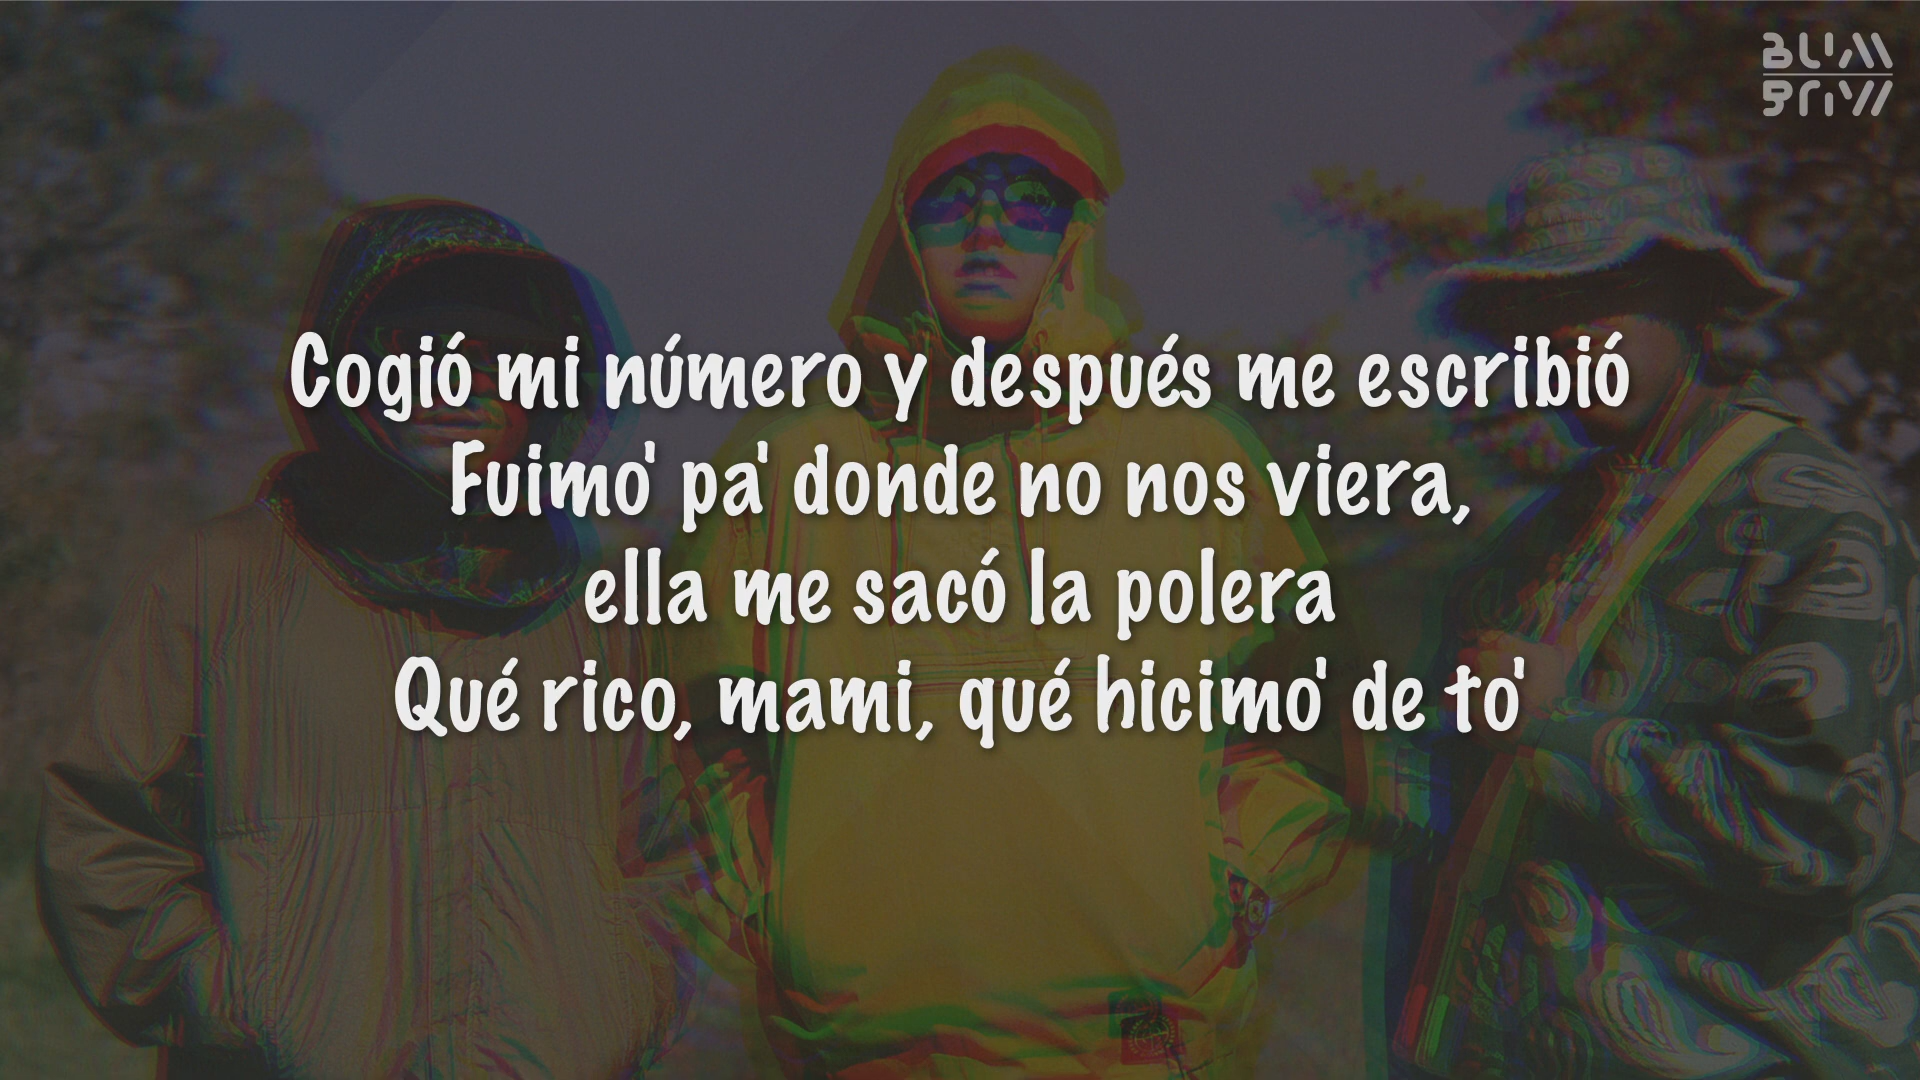 BUM
Cogió mi número y después me escribió
Fuimo' pa' donde no nos viera,
ella me sacó la polera
Qué rico, mami, qué hicimo' de to'